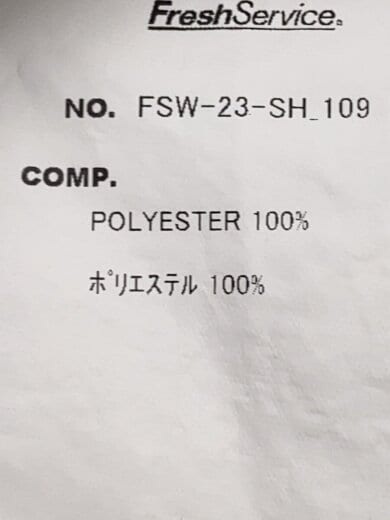 FreshService®
NO. FSW-23-SH_109
COMP.
POLYESTER 100%
ﾎﾟﾘｴｽﾃﾙ 100%